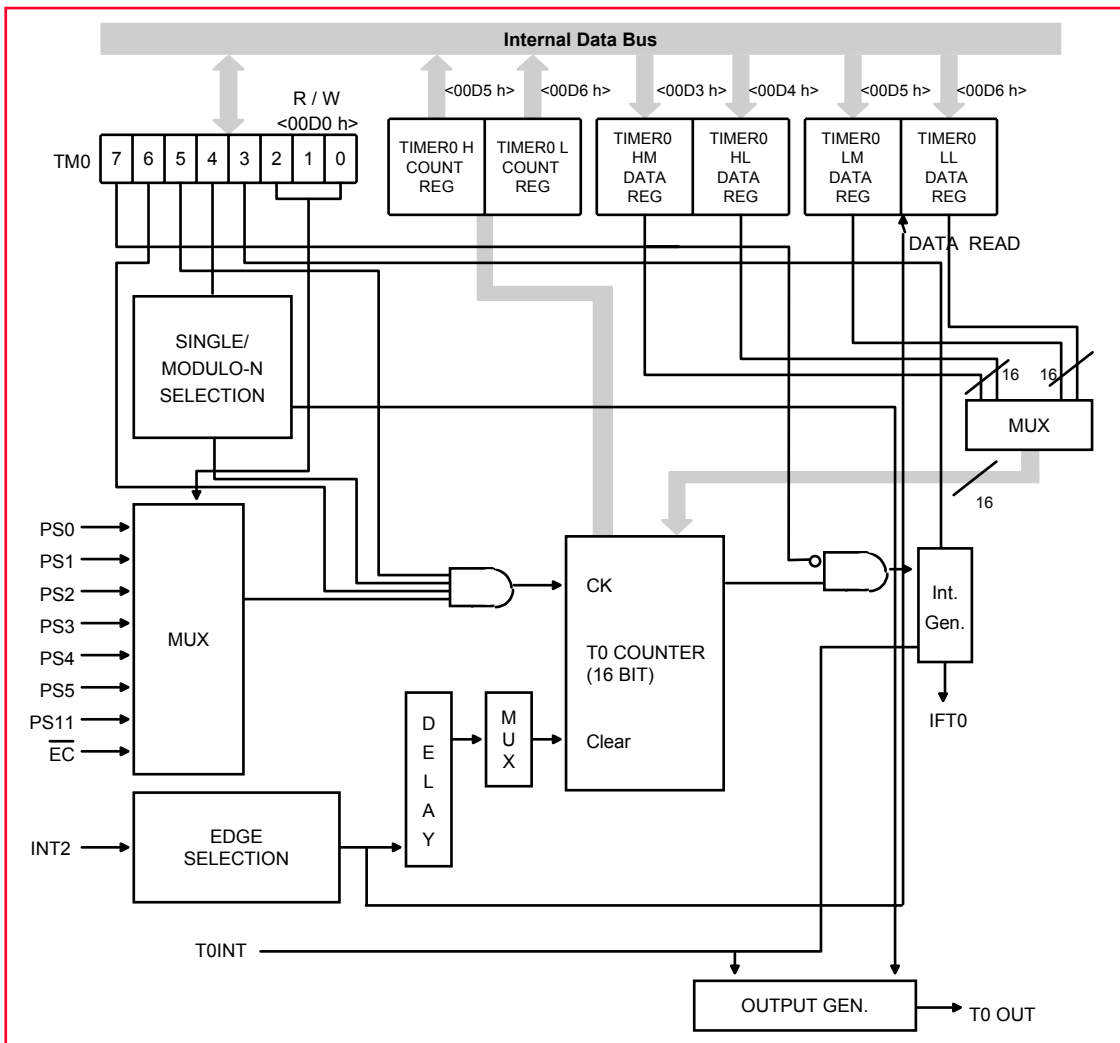 Internal Data Bus
R / W
<00D0 h>
<00D5 h>
<00D6 h>
<00D3 h>
<00D4 h>
<00D5 h>
<00D6 h>
TM0
7 6 5 4 3 2 1 0
TIMER0 H
COUNT
REG
TIMER0 L
COUNT
REG
TIMER0
HM
DATA
REG
TIMER0
HL
DATA
REG
TIMER0
LM
DATA
REG
TIMER0
LL
DATA
REG
DATA READ
SINGLE/
MODULO-N
SELECTION
16
16
MUX
16
PS0
PS1
PS2
PS3
PS4
PS5
PS11
EC
MUX
CK
T0 COUNTER
(16 BIT)
Clear
Int.
Gen.
IFT0
D
E
L
A
Y
M
U
X
INT2
EDGE
SELECTION
T0INT
OUTPUT GEN.
T0 OUT